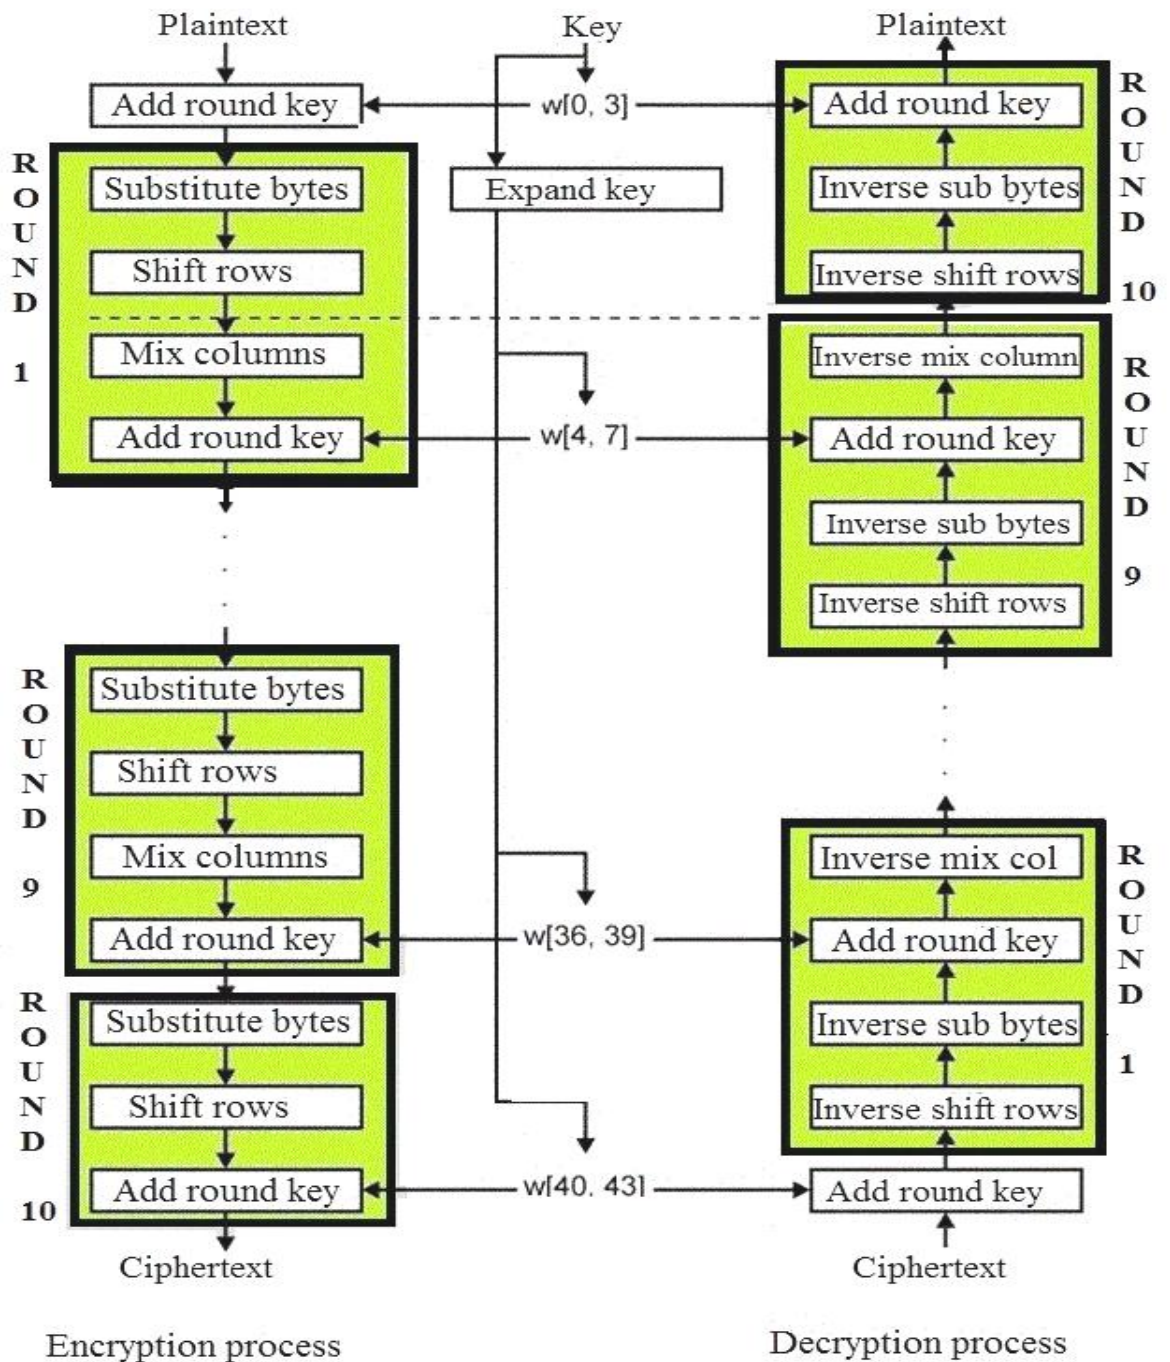 Plaintext
Add round key
ROUND 1
Substitute bytes
Shift rows
Mix columns
Add round key
ROUND 9
Substitute bytes
Shift rows
Mix columns
Add round key
ROUND 10
Substitute bytes
Shift rows
Add round key
Ciphertext
Encryption process
Key
w[0, 3]
Expand key
w[4, 7]
w[36, 39]
w[40, 43]
Plaintext
ROUND 10
Add round key
Inverse sub bytes
Inverse shift rows
ROUND 9
Inverse mix column
Add round key
Inverse sub bytes
Inverse shift rows
ROUND 1
Inverse mix col
Add round key
Inverse sub bytes
Inverse shift rows
Add round key
Ciphertext
Decryption process